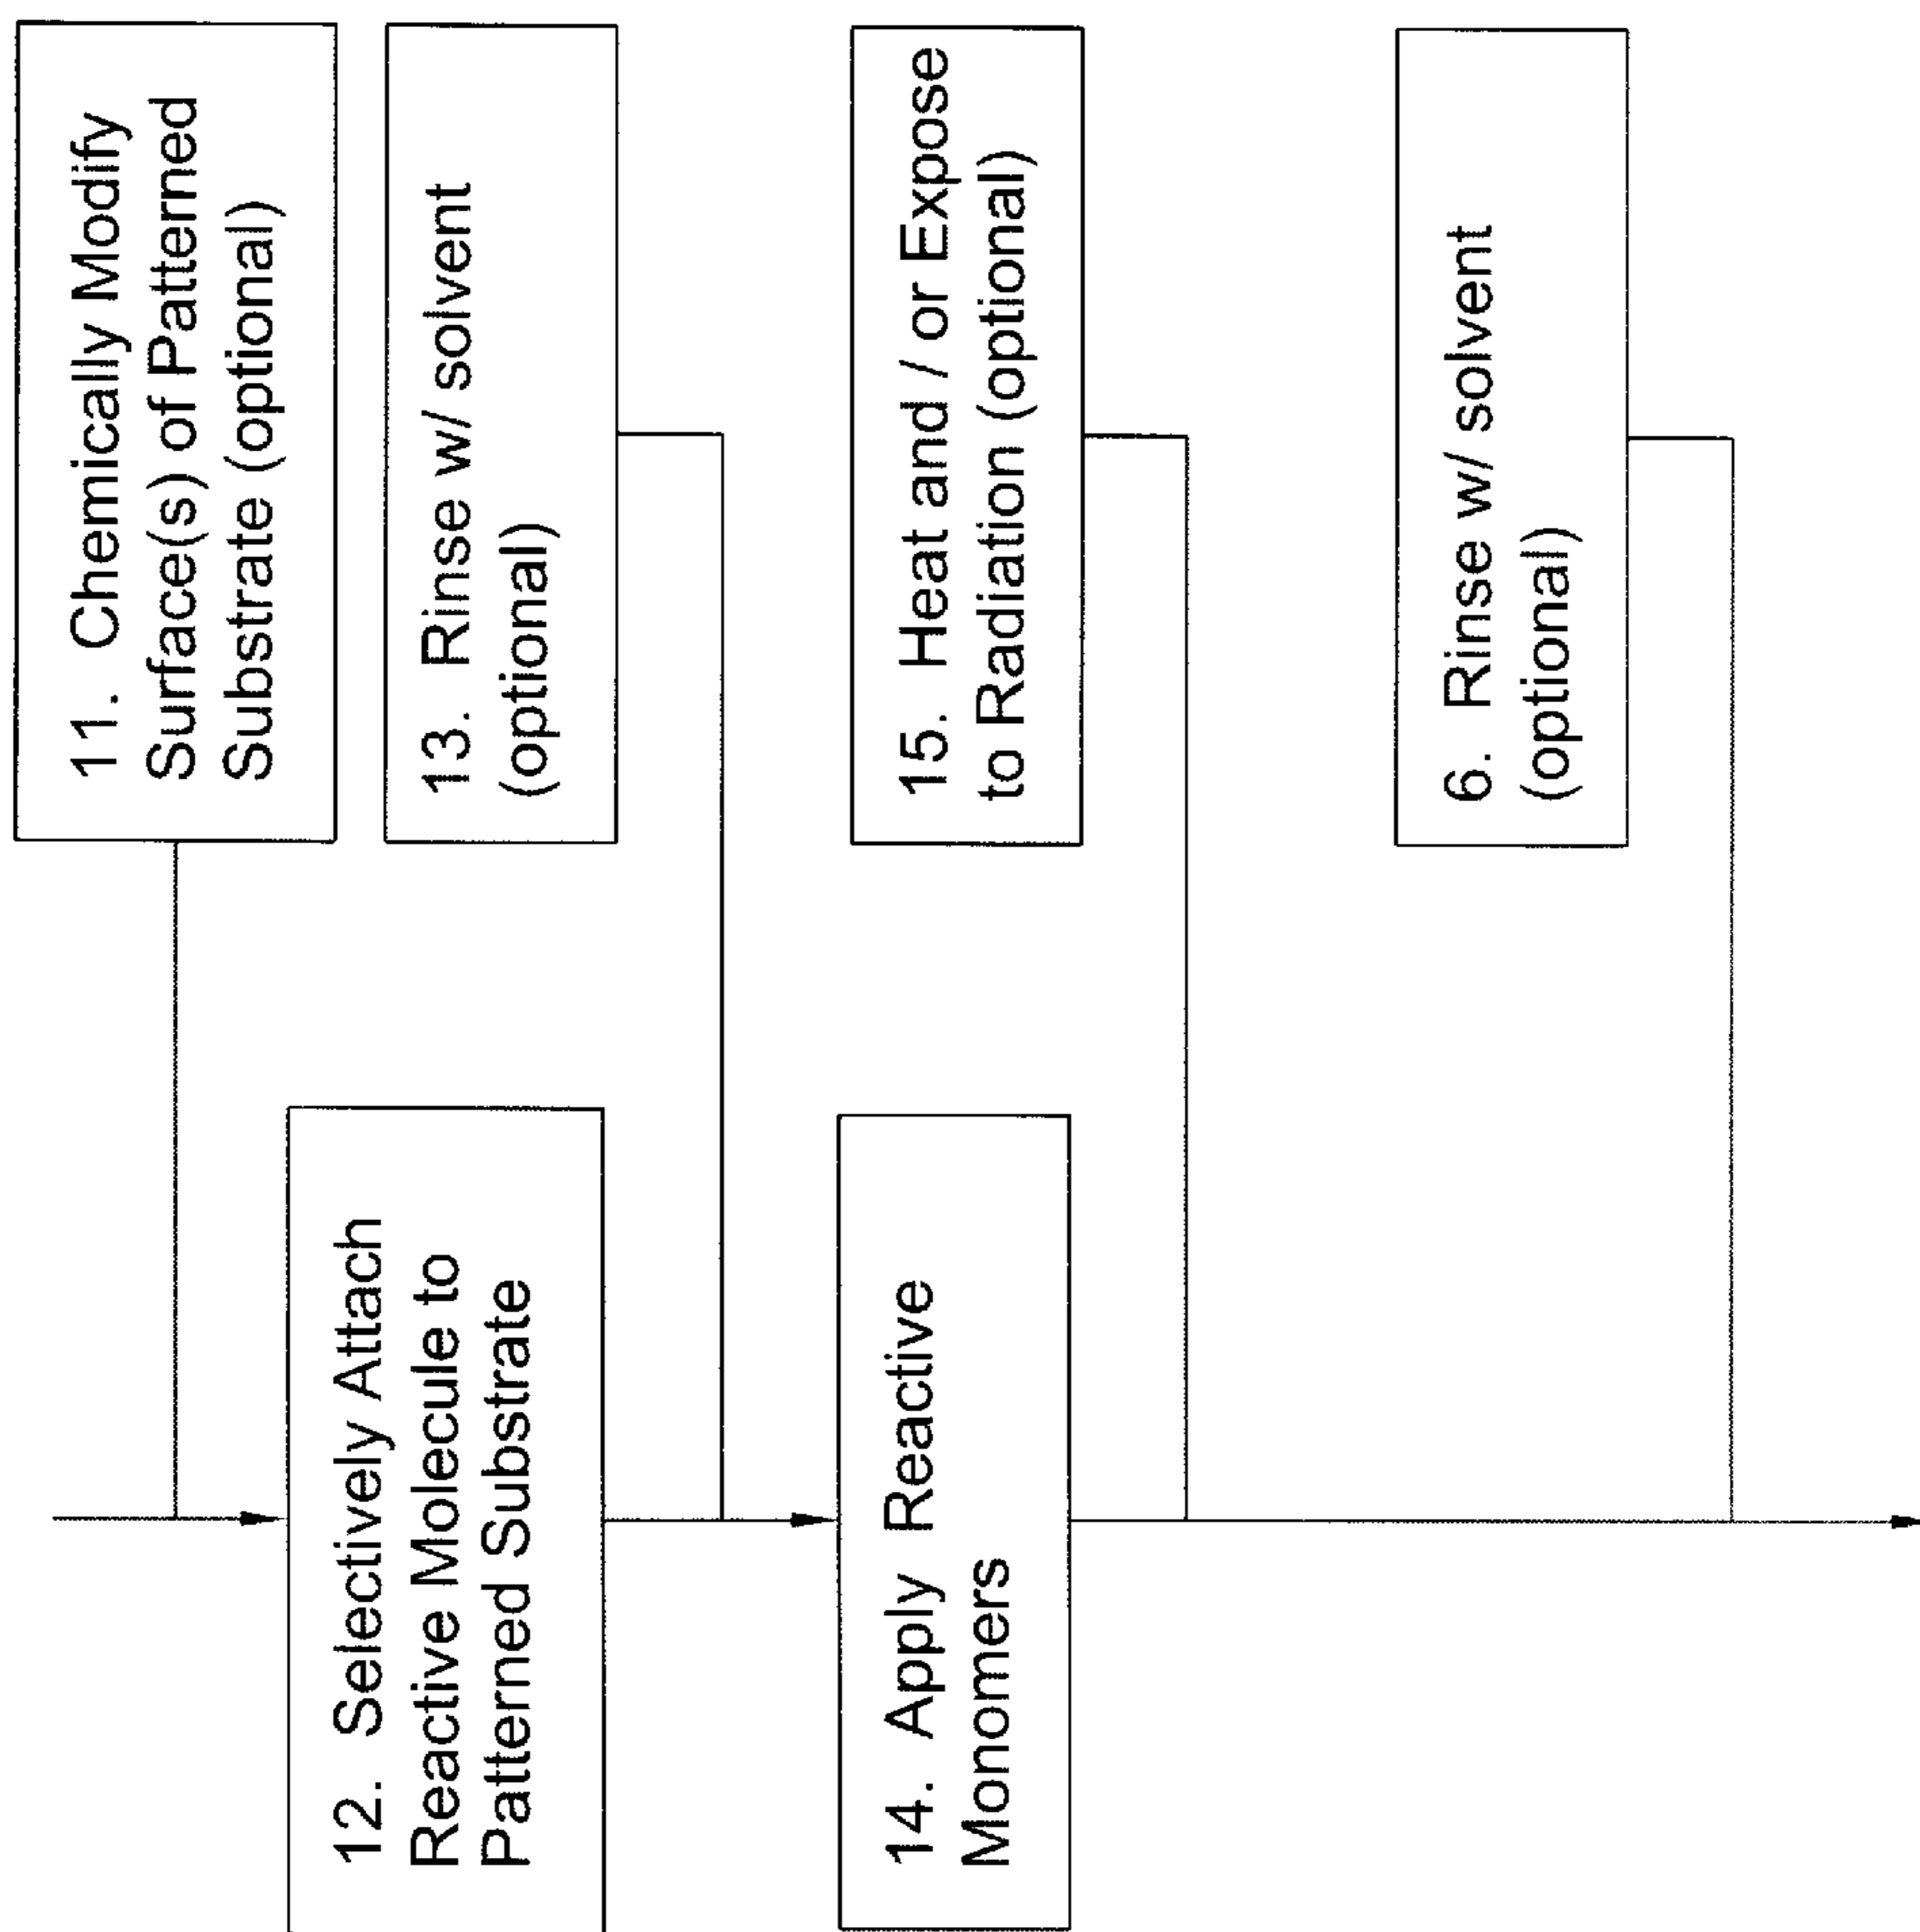 11. Chemically Modify
Surface(s) of Patterned
Substrate (optional)
12. Selectively Attach
Reactive Molecule to
Patterned Substrate
13. Rinse w/ solvent
(optional)
14. Apply Reactive
Monomers
15. Heat and / or Expose
to Radiation (optional)
6. Rinse w/ solvent
(optional)